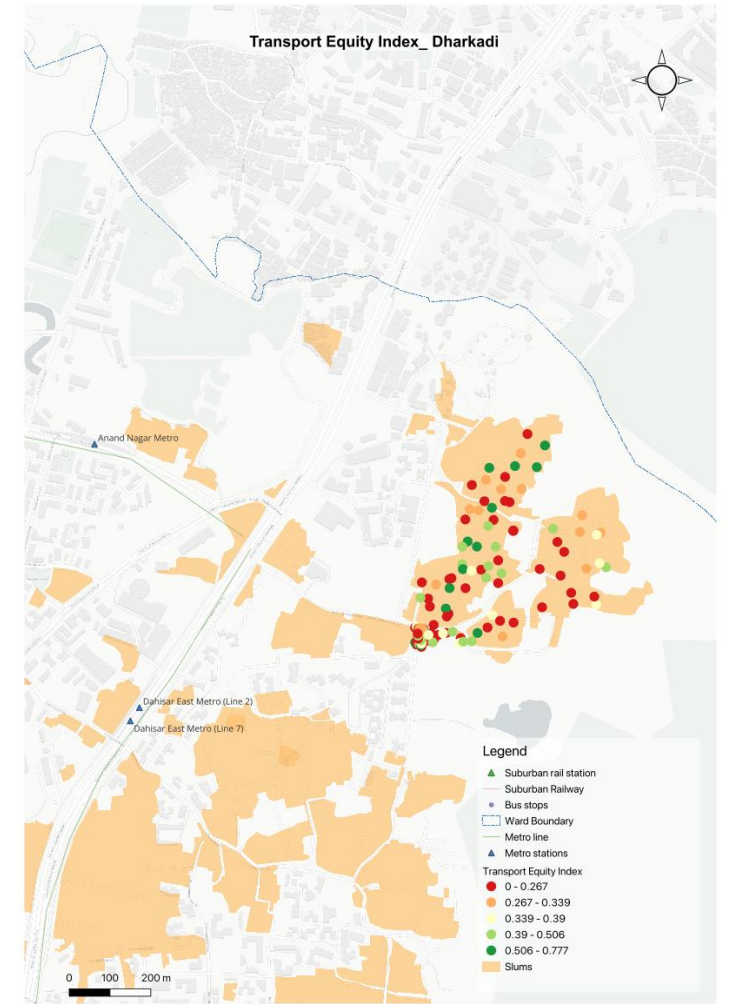 Transport Equity Index_ Dharkadi
Anand Nagar Metro
Dahisar East Metro (Line 2)
Dahisar East Metro (Line 7)
Legend
Suburban rail station
Suburban Railway
Bus stops
Ward Boundary
Metro line
Metro stations
Transport Equity Index
0 - 0.267
0.267 - 0.339
0.339 - 0.39
0.39 - 0.506
0.506 - 0.777
Slums
0 100 200 m